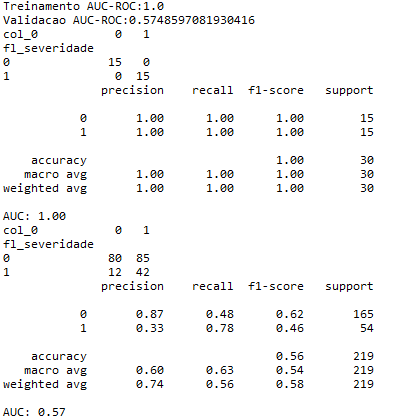 Treinamento AUC-ROC:1.0
Validacao AUC-ROC:0.5748597081930416
col_0 0 1
fl_severidade
0 15 0
1 0 15
precision recall f1-score support
0 1.00 1.00 1.00 15
1 1.00 1.00 1.00 15
accuracy 1.00 30
macro avg 1.00 1.00 1.00 30
weighted avg 1.00 1.00 1.00 30
AUC: 1.00
col_0 0 1
fl_severidade
0 80 85
1 12 42
precision recall f1-score support
0 0.87 0.48 0.62 165
1 0.33 0.78 0.46 54
accuracy 0.56 219
macro avg 0.60 0.63 0.54 219
weighted avg 0.74 0.56 0.58 219
AUC: 0.57